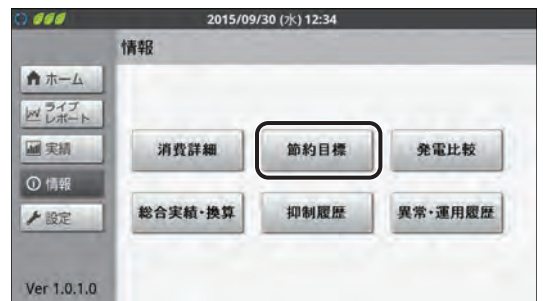 2015/09/30 (水) 12:34
情報
ホーム
ライブ
レポート
実績
情報
設定
消費詳細 節約目標 発電比較
総合実績・換算 抑制履歴 異常・運用履歴
Ver 1.0.1.0